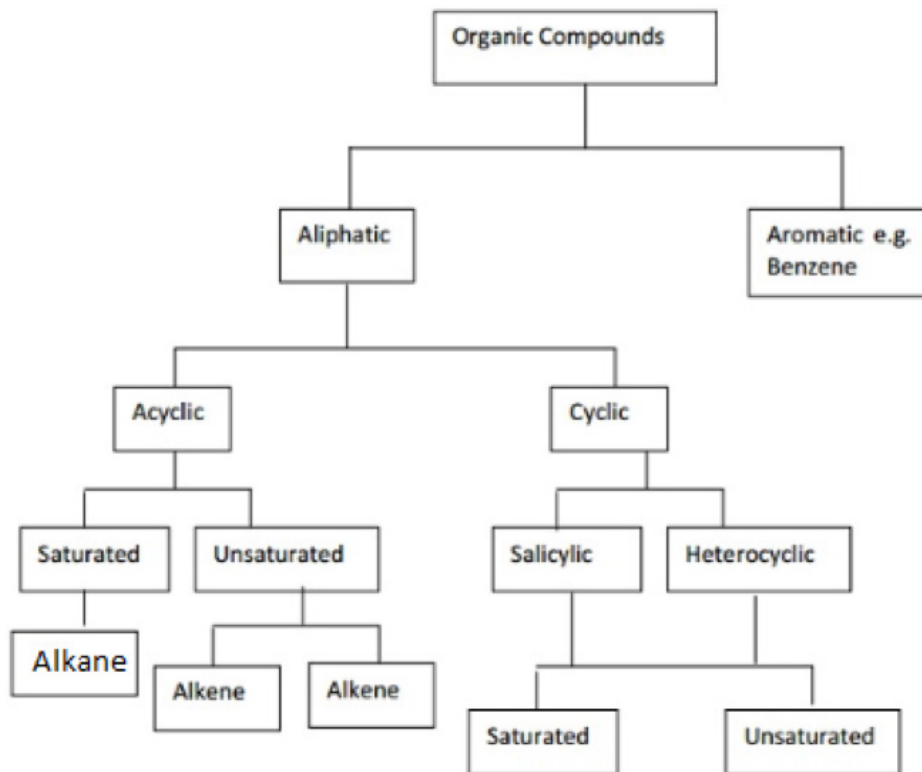 Organic Compounds
Aliphatic
Aromatic e.g.
Benzene
Acyclic
Cyclic
Saturated
Unsaturated
Salicylic
Heterocyclic
Alkane
Alkene
Alkene
Saturated
Unsaturated